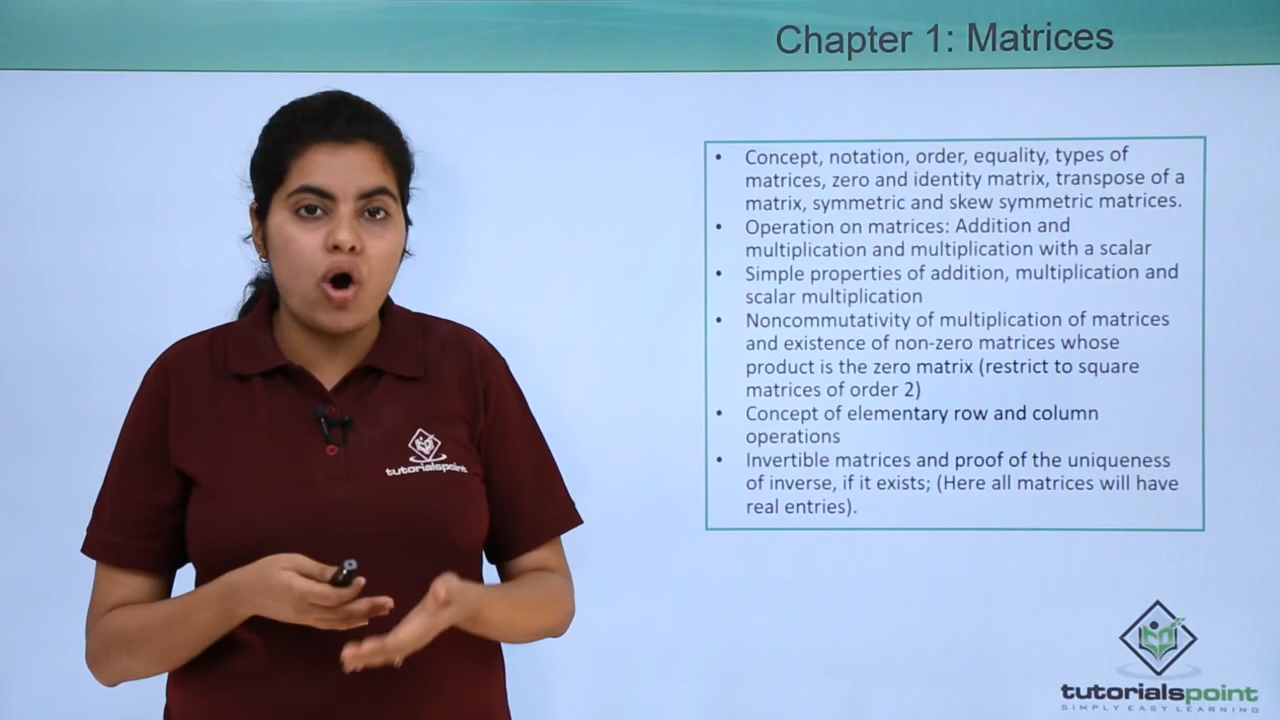 Chapter 1: Matrices
• Concept, notation, order, equality, types of
matrices, zero and identity matrix, transpose of a
matrix, symmetric and skew symmetric matrices.
• Operation on matrices: Addition and
multiplication and multiplication with a scalar
• Simple properties of addition, multiplication and
scalar multiplication
• Noncommutativity of multiplication of matrices
and existence of non-zero matrices whose
product is the zero matrix (restrict to square
matrices of order 2)
• Concept of elementary row and column
operations
• Invertible matrices and proof of the uniqueness
of inverse, if it exists; (Here all matrices will have
real entries).
tutorialspoint
tutorialspoint
SIMPLY EASY LEARNING